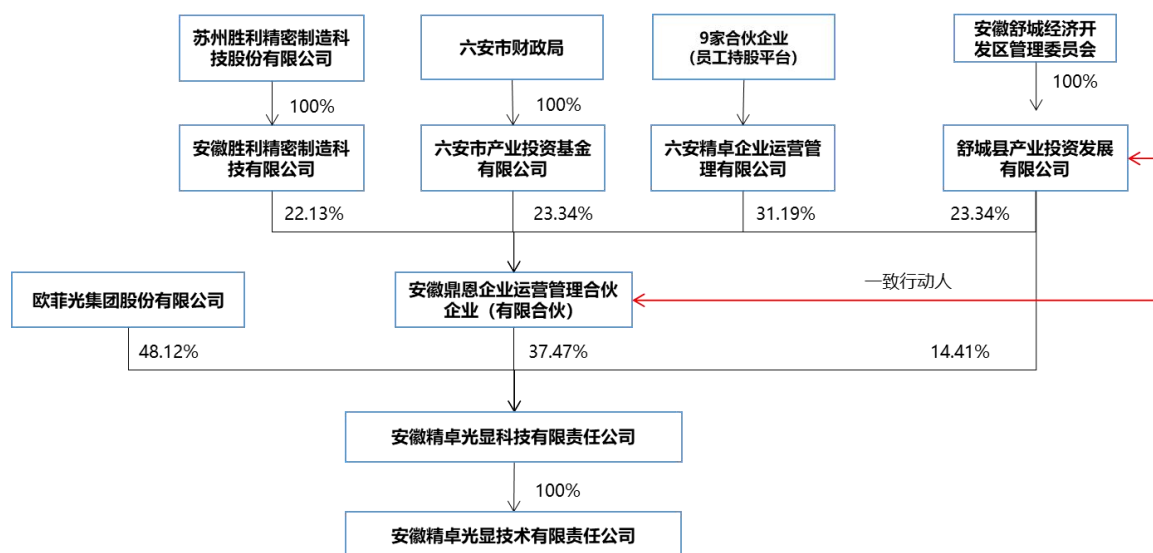 苏州胜利精密制造科
技股份有限公司
六安市财政局
9家合伙企业
（员工持股平台）
安徽舒城经济开
发区管理委员会
100%
100%
100%
安徽胜利精密制造科
技有限公司
六安市产业投资基金
有限公司
六安精卓企业运营管
理有限公司
舒城县产业投资发展
有限公司
22.13%
23.34%
31.19%
23.34%
欧菲光集团股份有限公司
安徽鼎恩企业运营管理合伙
企业（有限合伙）
一致行动人
48.12%
37.47%
14.41%
安徽精卓光显科技有限责任公司
100%
安徽精卓光显技术有限责任公司